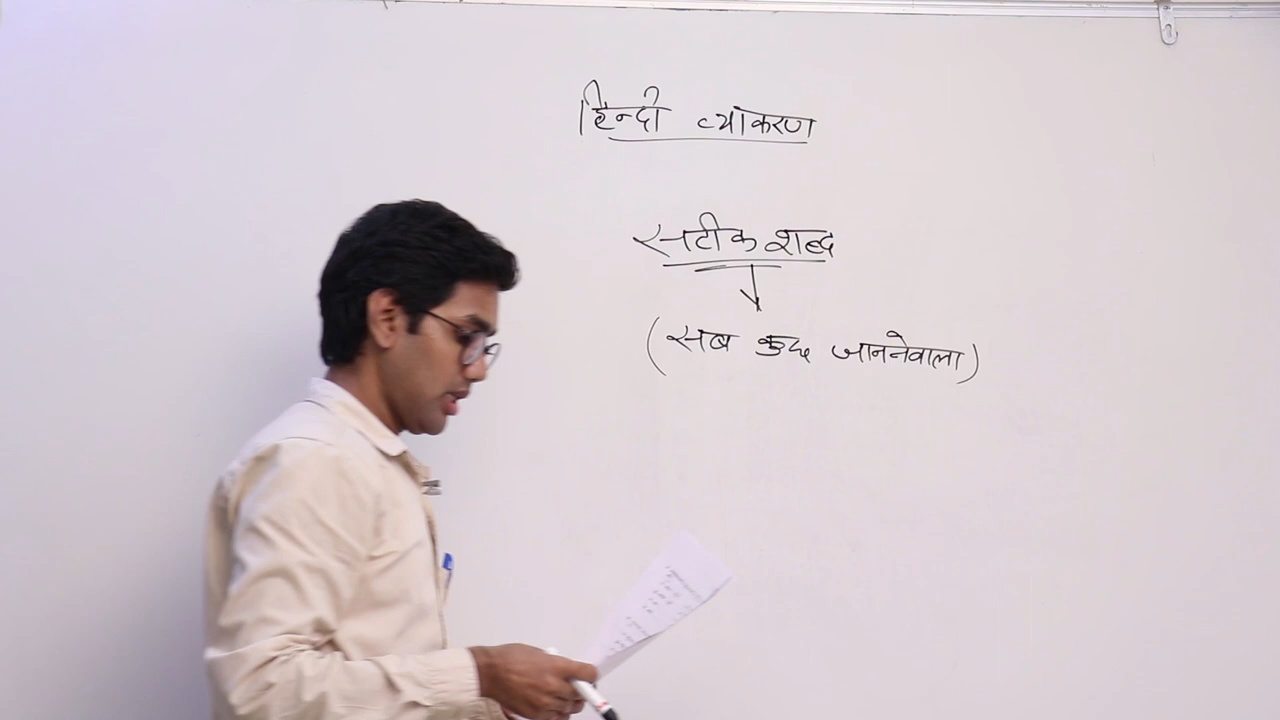 हिन्दी व्याकरण
सटीक शब्द
(सब कुछ जाननेवाला)